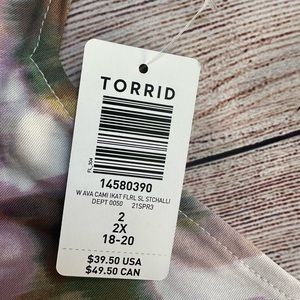 TORRID
FL_304
14580390
W AVA CAMI IKAT FLRL SL STCHALLI
DEPT 0050 21SPR3
2
2X
18-20
$39.50 USA
$49.50 CAN